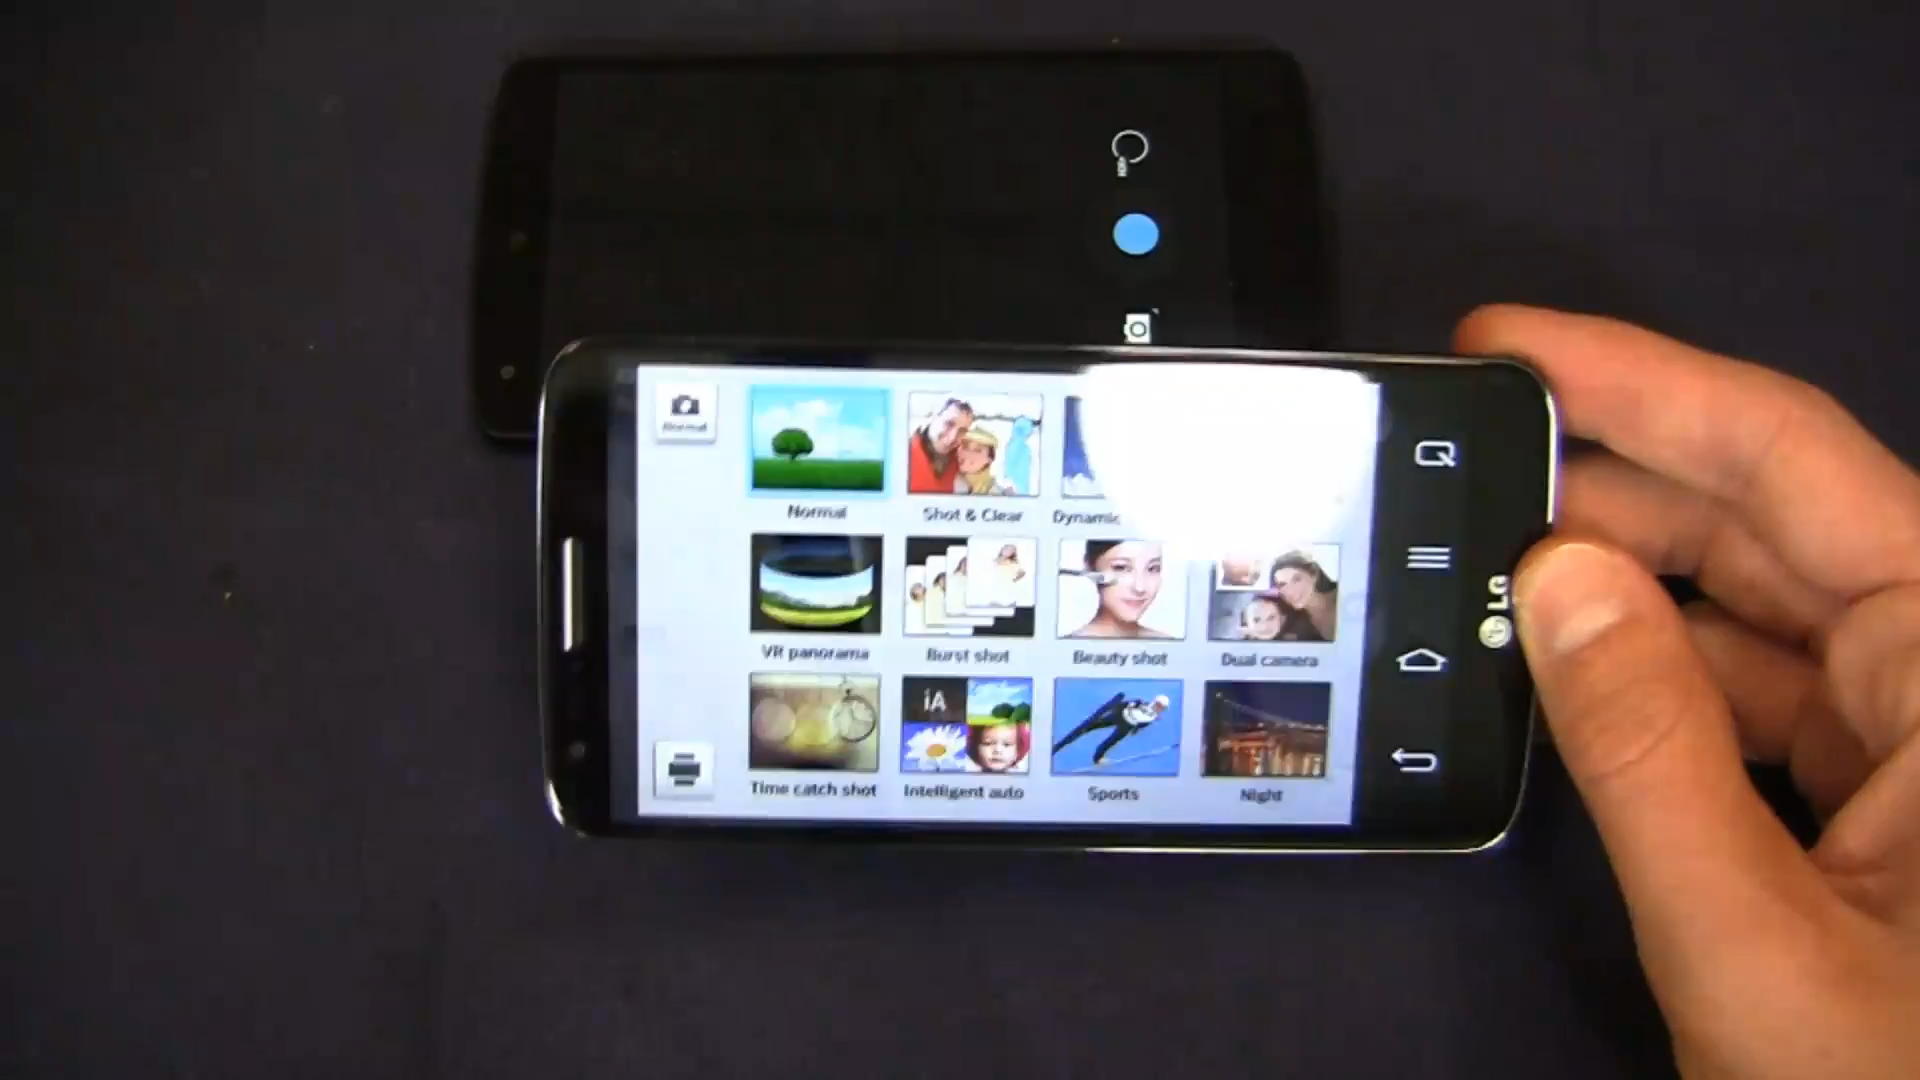 Normal
Normal
Shot & Clear
Dynamic
VR panorama
Burst shot
Beauty shot
Dual camera
iA
Time catch shot
Intelligent auto
Sports
Night
LG